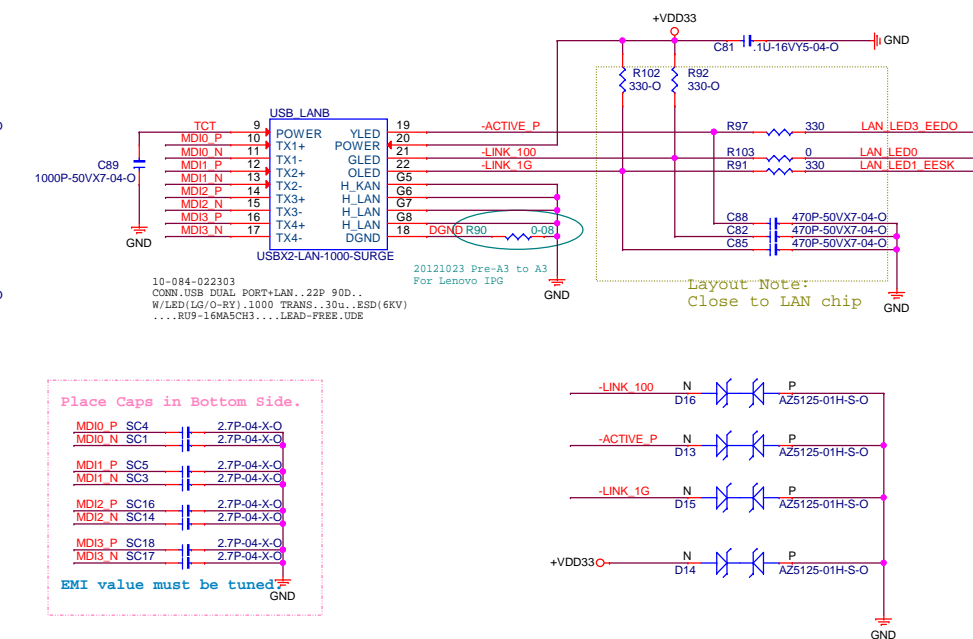 +VDD33
C81 .1U-16VY5-04-O GND
R102 R92
330-O 330-O
USB_LANB
TCT 9 POWER YLED 19 -ACTIVE_P R97 330 LAN_LED3_EEDO
MDI0_P 10 TX1+ POWER 20
MDI0_N 11 TX1- GLED 21 -LINK_100 R103 0 LAN_LED0
MDI1_P 12 TX2+ OLED 22 -LINK_1G R91 330 LAN_LED1_EESK
MDI1_N 13 TX2- H_KAN G5
MDI2_P 14 TX3+ H_LAN G6
MDI2_N 15 TX3- H_LAN G7
MDI3_P 16 TX4+ H_LAN G8
MDI3_N 17 TX4- DGND 18 DGND R90 0-08
USBX2-LAN-1000-SURGE
C89
1000P-50VX7-04-O
GND
C88 470P-50VX7-04-O
C82 470P-50VX7-04-O
C85 470P-50VX7-04-O
20121023 Pre-A3 to A3
For Lenovo IPG
GND
10-084-022303
CONN.USB DUAL PORT+LAN..22P 90D..
W/LED(LG/O-RY).1000 TRANS..30u..ESD(6KV)
....RU9-16MA5CH3....LEAD-FREE.UDE
Layout Note:
Close to LAN chip
GND
Place Caps in Bottom Side.
MDI0_P SC4 2.7P-04-X-O
MDI0_N SC1 2.7P-04-X-O
MDI1_P SC5 2.7P-04-X-O
MDI1_N SC3 2.7P-04-X-O
MDI2_P SC16 2.7P-04-X-O
MDI2_N SC14 2.7P-04-X-O
MDI3_P SC18 2.7P-04-X-O
MDI3_N SC17 2.7P-04-X-O
EMI value must be tuned.
GND
-LINK_100 N P
D16 AZ5125-01H-S-O
-ACTIVE_P N P
D13 AZ5125-01H-S-O
-LINK_1G N P
D15 AZ5125-01H-S-O
+VDD33 N P
D14 AZ5125-01H-S-O
GND